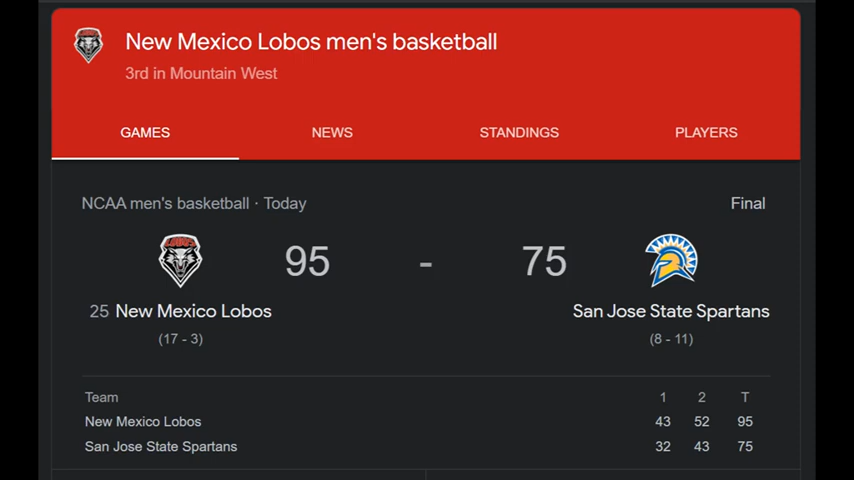 New Mexico Lobos men's basketball
3rd in Mountain West
GAMES NEWS STANDINGS PLAYERS
NCAA men's basketball · Today Final
LOBOS
95 - 75
25 New Mexico Lobos San Jose State Spartans
(17 - 3) (8 - 11)
Team 1 2 T
New Mexico Lobos 43 52 95
San Jose State Spartans 32 43 75